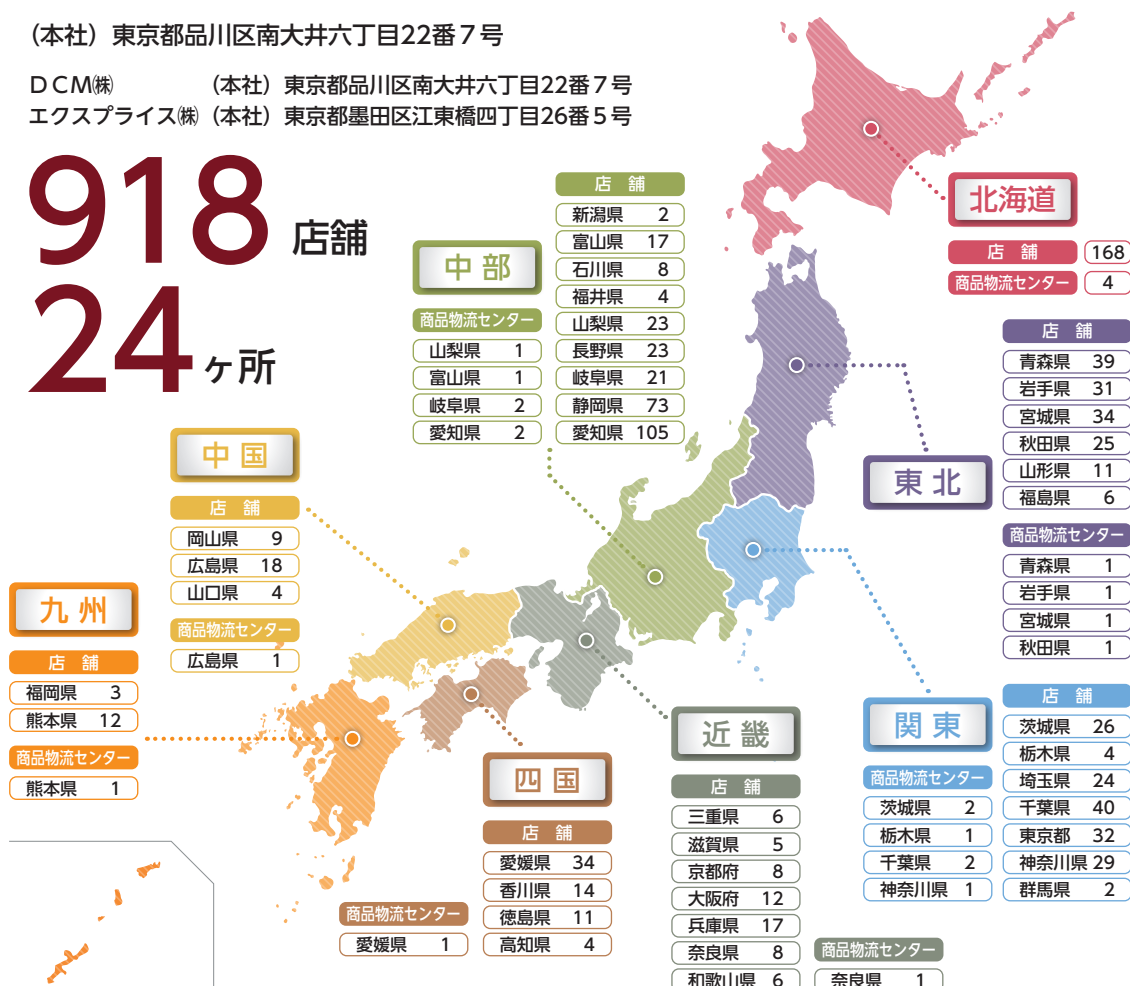 （本社）東京都品川区南大井六丁目22番７号
ＤＣＭ㈱ （本社）東京都品川区南大井六丁目22番７号
エクスプライス㈱（本社）東京都墨田区江東橋四丁目26番５号
918 店舗
24 ヶ所
北海道
店 舗 168
商品物流センター 4
中部
店 舗
新潟県 2
富山県 17
石川県 8
福井県 4
山梨県 23
長野県 23
岐阜県 21
静岡県 73
愛知県 105
商品物流センター
山梨県 1
富山県 1
岐阜県 2
愛知県 2
東北
店 舗
青森県 39
岩手県 31
宮城県 34
秋田県 25
山形県 11
福島県 6
商品物流センター
青森県 1
岩手県 1
宮城県 1
秋田県 1
中国
店 舗
岡山県 9
広島県 18
山口県 4
商品物流センター
広島県 1
九州
店 舗
福岡県 3
熊本県 12
商品物流センター
熊本県 1
四国
店 舗
愛媛県 34
香川県 14
徳島県 11
高知県 4
商品物流センター
愛媛県 1
近畿
店 舗
三重県 6
滋賀県 5
京都府 8
大阪府 12
兵庫県 17
奈良県 8
和歌山県 6
商品物流センター
奈良県 1
関東
店 舗
茨城県 26
栃木県 4
埼玉県 24
千葉県 40
東京都 32
神奈川県 29
群馬県 2
商品物流センター
茨城県 2
栃木県 1
千葉県 2
神奈川県 1